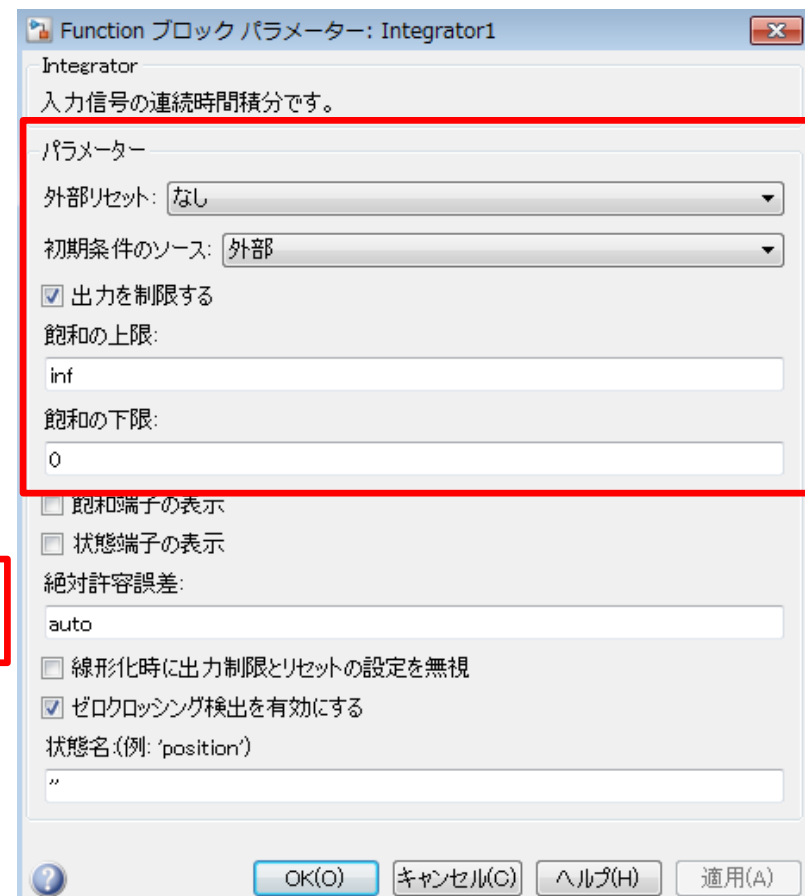 Function ブロック パラメーター: Integrator1
Integrator
入力信号の連続時間積分です。
パラメーター
外部リセット: なし
初期条件のソース: 外部
出力を制限する
飽和の上限:
inf
飽和の下限:
0
飽和端子の表示
状態端子の表示
絶対許容誤差:
auto
線形化時に出力制限とリセットの設定を無視
ゼロクロッシング検出を有効にする
状態名:(例: 'position')
''
OK(O) キャンセル(C) ヘルプ(H) 適用(A)